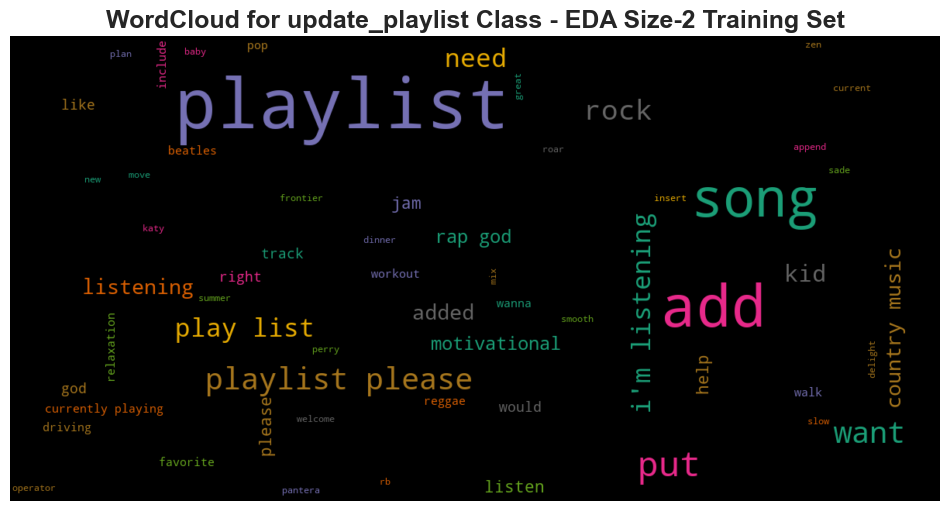 WordCloud for update_playlist Class - EDA Size-2 Training Set
plan
include
baby
pop
need
zen
like
playlist
great
rock
current
beatles
roar
append
new
move
frontier
insert
sade
song
jam
katy
track
dinner
rap god
i'm listening
right
workout
mix
kid
country music
listening
summer
added
wanna
smooth
add
play list
perry
motivational
relaxation
playlist please
help
delight
god
walk
currently playing
please
reggae
would
driving
welcome
slow
want
favorite
put
operator
pantera
rb
listen